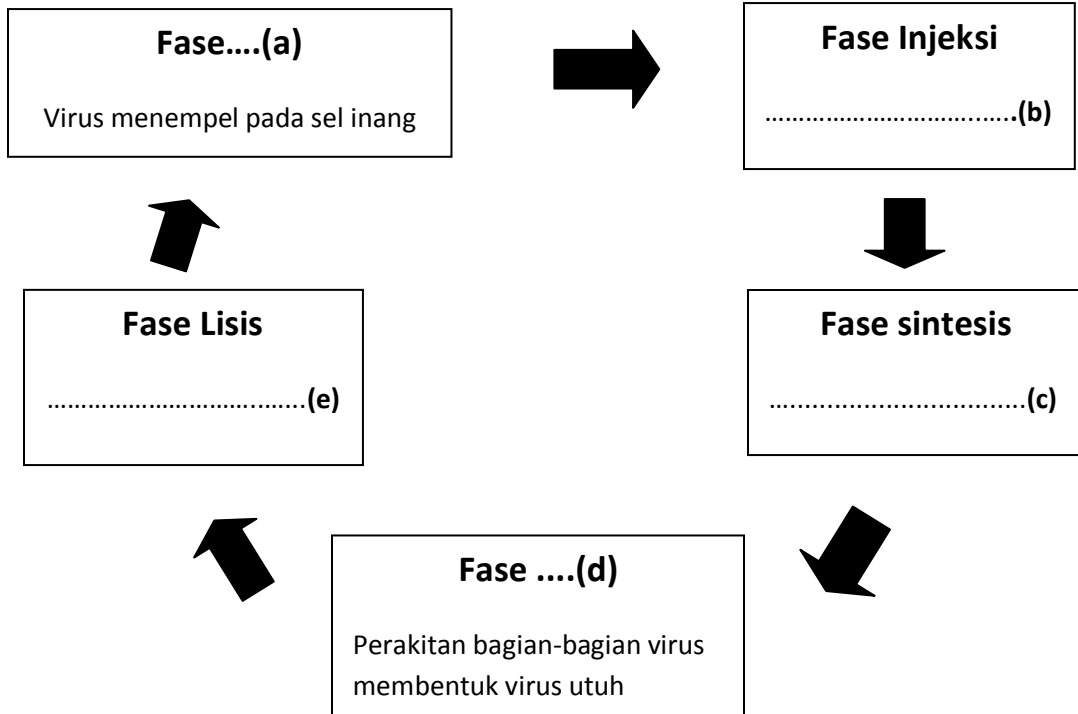 Fase....(a)
Virus menempel pada sel inang
Fase Injeksi
..................................(b)
Fase sintesis
...................................(c)
Fase ....(d)
Perakitan bagian-bagian virus
membentuk virus utuh
Fase Lisis
...................................(e)